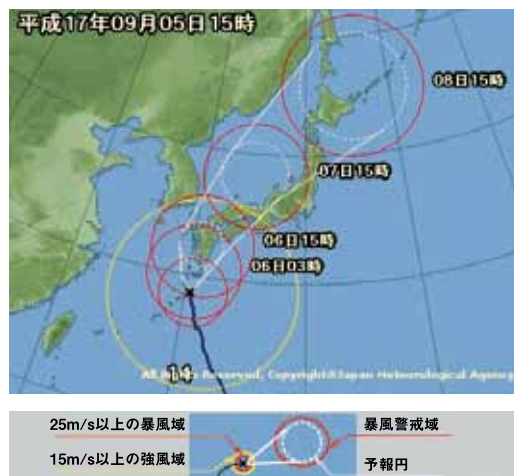 平成17年09月05日15時
08日15時
07日15時
06日15時
06日03時
14
All Rights Reserved, Copyright©Japan Meteorological Agency
25m/s以上の暴風域
暴風警戒域
15m/s以上の強風域
予報円